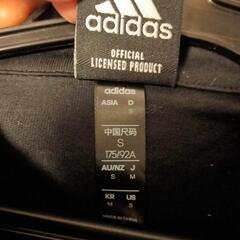 adidas
OFFICIAL
LICENSED PRODUCT
adidas
ASIA D
S S
中国尺码
S
175/92A
AU/NZ J
S M
KR US
M S
MADE IN CHINA